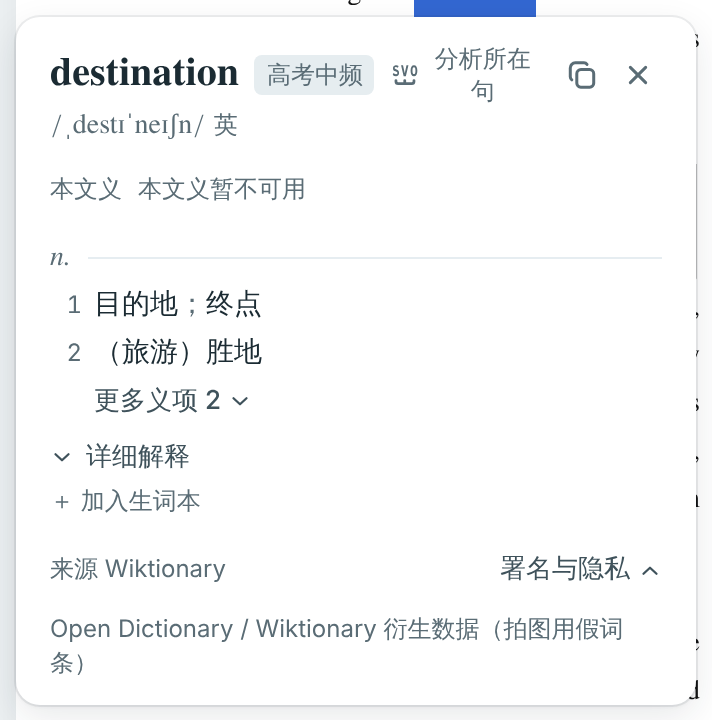 destination 高考中频 SVO 分析所在句
/ˌdestɪˈneɪʃn/ 英
本文义 本文义暂不可用
n.
1 目的地；终点
2 （旅游）胜地
更多义项 2
详细解释
+ 加入生词本
来源 Wiktionary 署名与隐私
Open Dictionary / Wiktionary 衍生数据（拍图用假词
条）